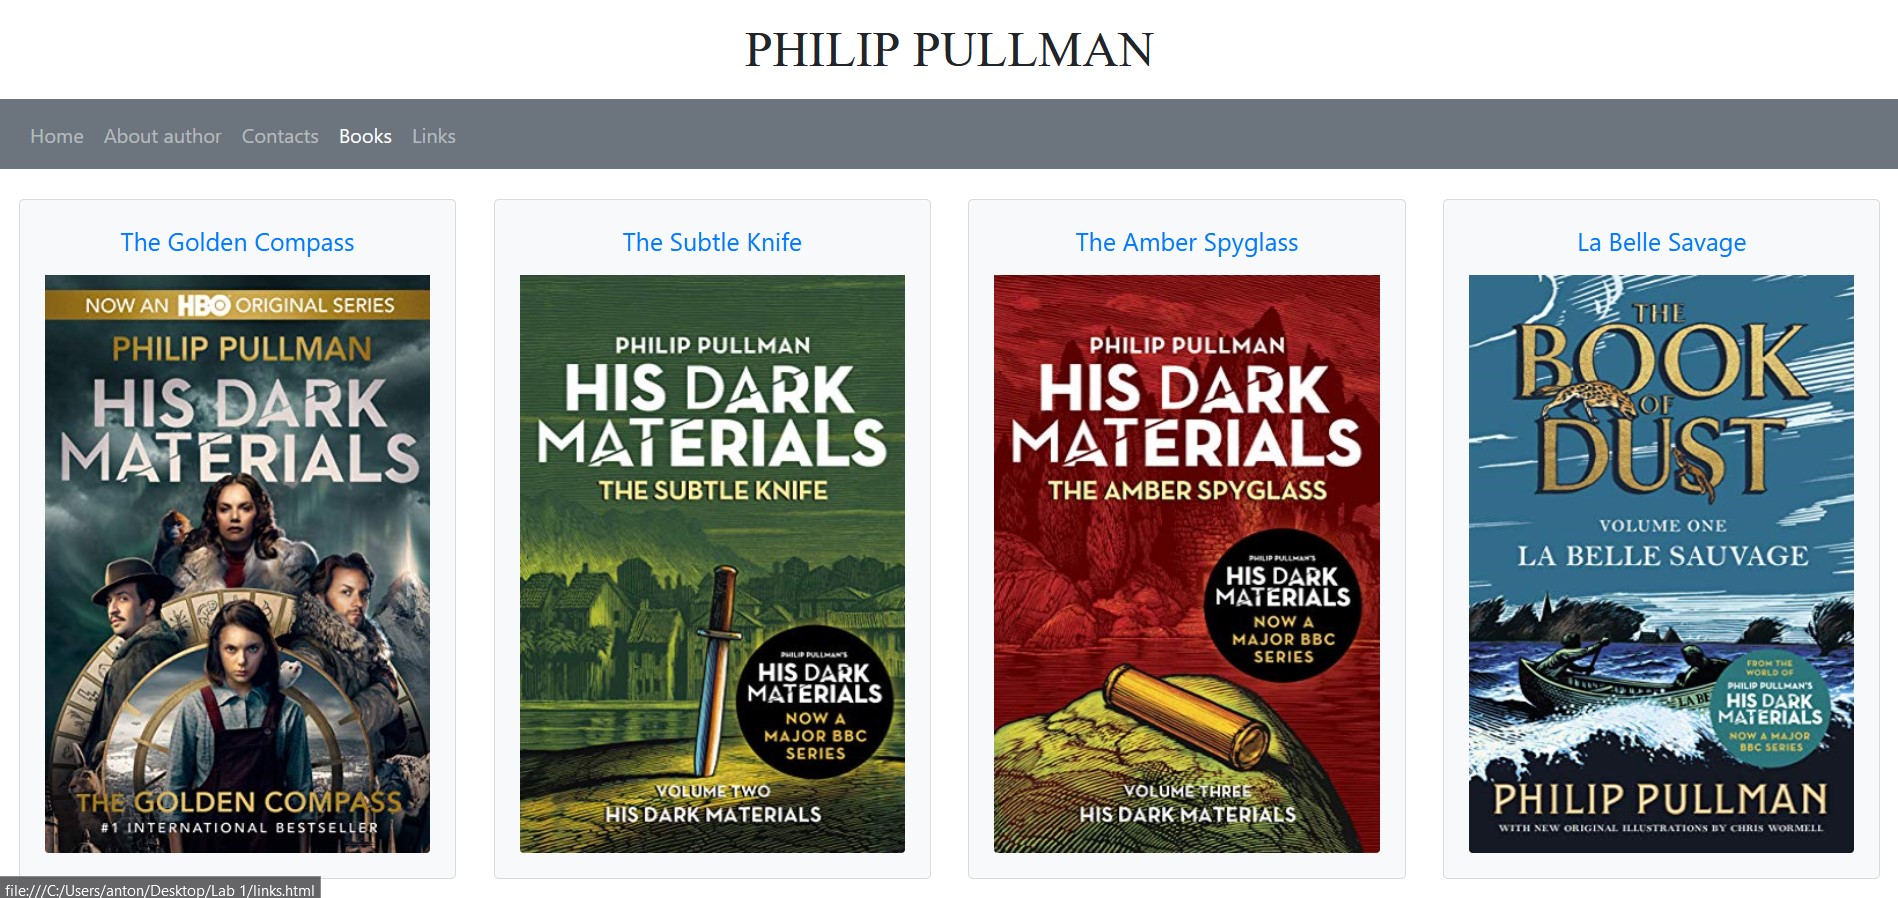 PHILIP PULLMAN
Home About author Contacts Books Links
The Golden Compass
NOW AN HBO ORIGINAL SERIES
PHILIP PULLMAN
HIS DARK
MATERIALS
THE GOLDEN COMPASS
#1 INTERNATIONAL BESTSELLER
The Subtle Knife
PHILIP PULLMAN
HIS DARK
MATERIALS
THE SUBTLE KNIFE
PHILIP PULLMAN'S
HIS DARK
MATERIALS
NOW A
MAJOR BBC
SERIES
VOLUME TWO
HIS DARK MATERIALS
The Amber Spyglass
PHILIP PULLMAN
HIS DARK
MATERIALS
THE AMBER SPYGLASS
PHILIP PULLMAN'S
HIS DARK
MATERIALS
NOW A
MAJOR BBC
SERIES
VOLUME THREE
HIS DARK MATERIALS
La Belle Savage
THE
BOOK
OF
DUST
VOLUME ONE
LA BELLE SAUVAGE
LA BE
FROM THE
WORLD OF
PHILIP PULLMAN'S
HIS DARK
MATERIALS
NOW A MAJOR
BBC SERIES
PHILIP PULLMAN
WITH NEW ORIGINAL ILLUSTRATIONS BY CHRIS WORMELL
file:///C:/Users/anton/Desktop/Lab 1/links.html